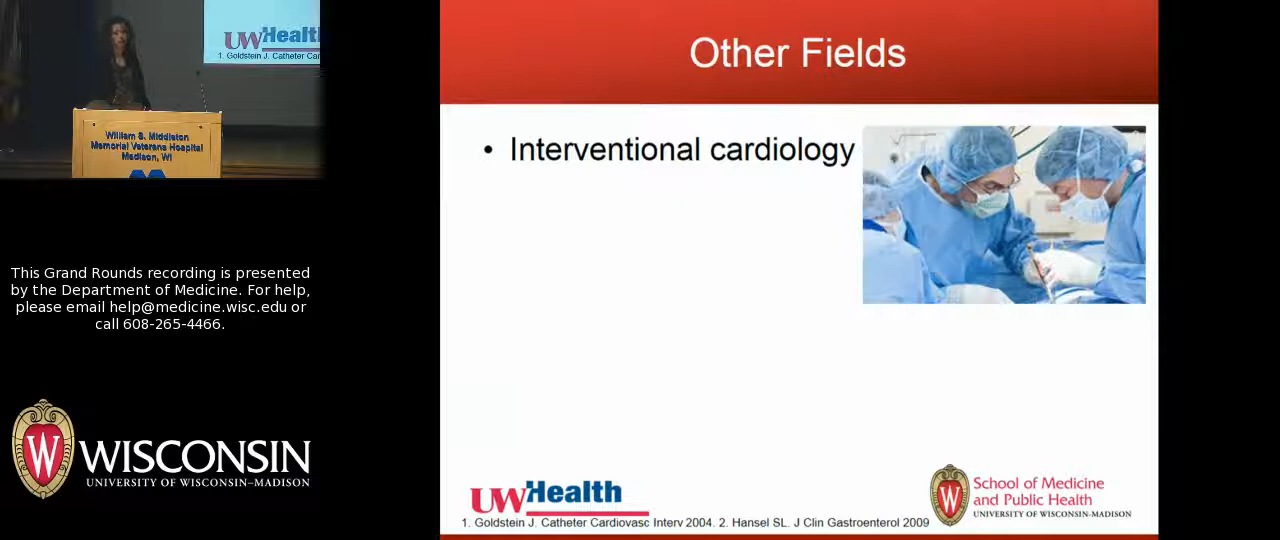 UWHealth
1. Goldstein J. Catheter Car
William S. Middleton
Memorial Veterans Hospital
Madison, WI
This Grand Rounds recording is presented
by the Department of Medicine. For help,
please email help@medicine.wisc.edu or
call 608-265-4466.
W WISCONSIN
UNIVERSITY OF WISCONSIN–MADISON
Other Fields
• Interventional cardiology
UWHealth
1. Goldstein J. Catheter Cardiovasc Interv 2004. 2. Hansel SL. J Clin Gastroenterol 2009
W
School of Medicine
and Public Health
UNIVERSITY OF WISCONSIN-MADISON